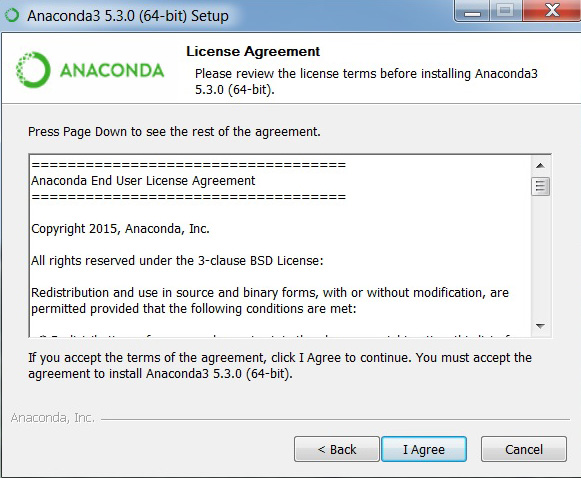 Anaconda3 5.3.0 (64-bit) Setup
ANACONDA
License Agreement
Please review the license terms before installing Anaconda3
5.3.0 (64-bit).
Press Page Down to see the rest of the agreement.
===================================
Anaconda End User License Agreement
===================================
Copyright 2015, Anaconda, Inc.
All rights reserved under the 3-clause BSD License:
Redistribution and use in source and binary forms, with or without modification, are
permitted provided that the following conditions are met:
If you accept the terms of the agreement, click I Agree to continue. You must accept the
agreement to install Anaconda3 5.3.0 (64-bit).
Anaconda, Inc.
< Back
I Agree
Cancel